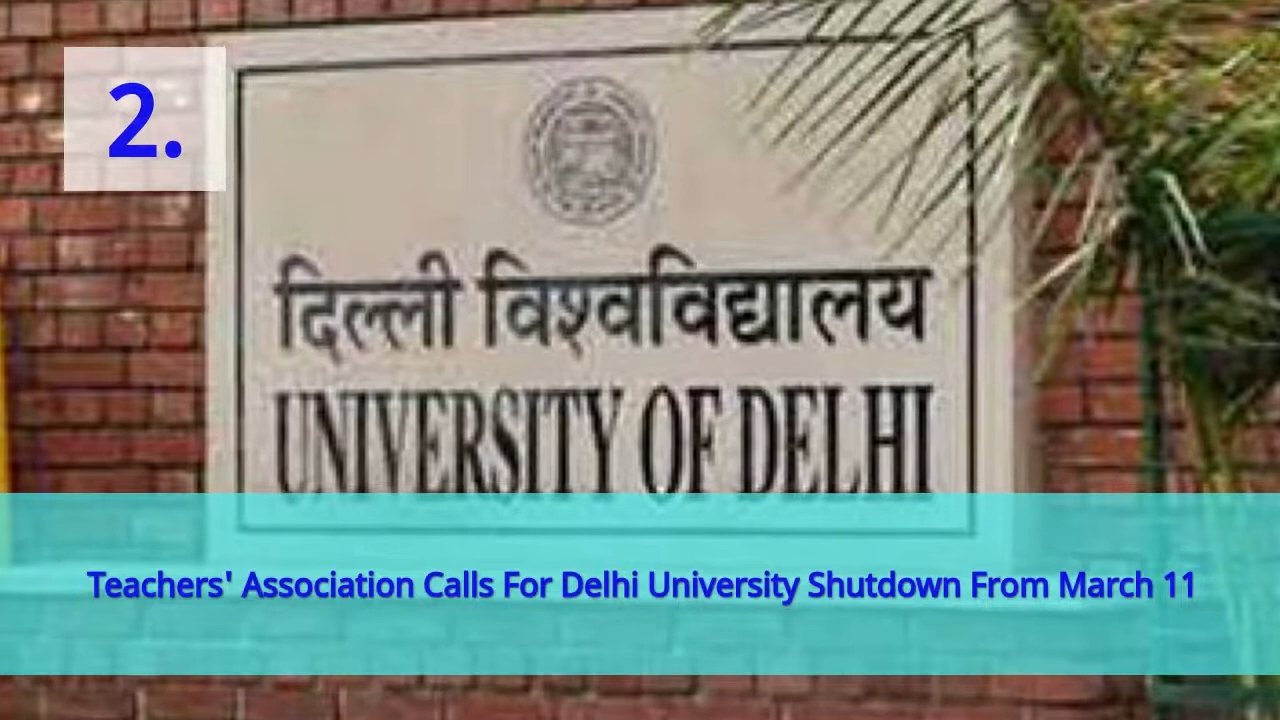 2.
दिल्ली विश्वविद्यालय
UNIVERSITY OF DELHI
Teachers' Association Calls For Delhi University Shutdown From March 11